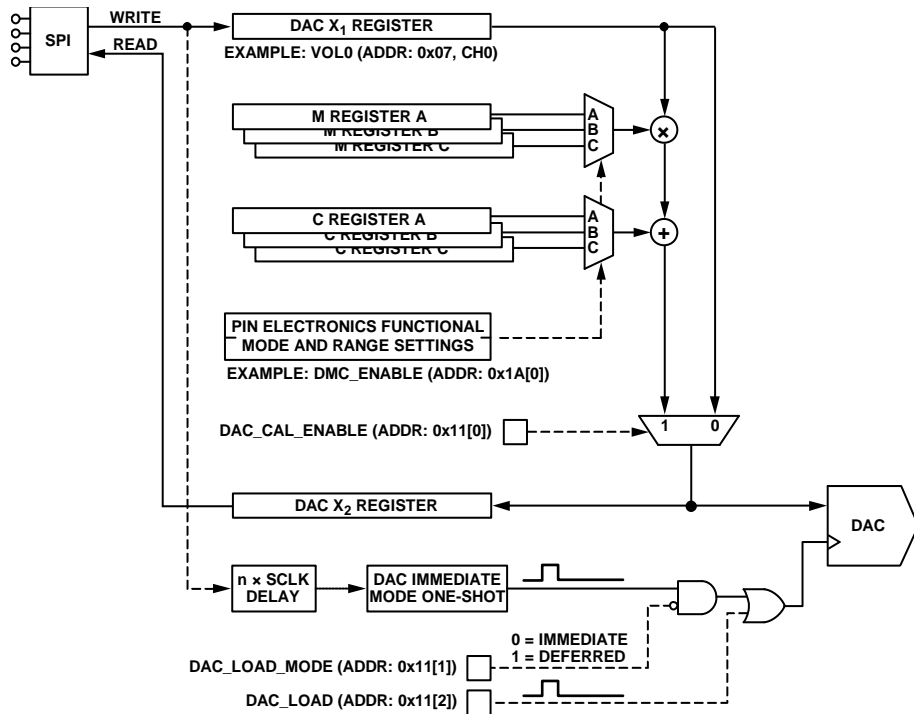 WRITE
SPI
READ
DAC X1 REGISTER
EXAMPLE: VOL0 (ADDR: 0x07, CH0)
M REGISTER A
M REGISTER B
M REGISTER C
A
B
C
×
C REGISTER A
C REGISTER B
C REGISTER C
A
B
C
+
PIN ELECTRONICS FUNCTIONAL
MODE AND RANGE SETTINGS
EXAMPLE: DMC_ENABLE (ADDR: 0x1A[0])
DAC_CAL_ENABLE (ADDR: 0x11[0])
1 0
DAC X2 REGISTER
DAC
n × SCLK
DELAY
DAC IMMEDIATE
MODE ONE-SHOT
0 = IMMEDIATE
1 = DEFERRED
DAC_LOAD_MODE (ADDR: 0x11[1])
DAC_LOAD (ADDR: 0x11[2])